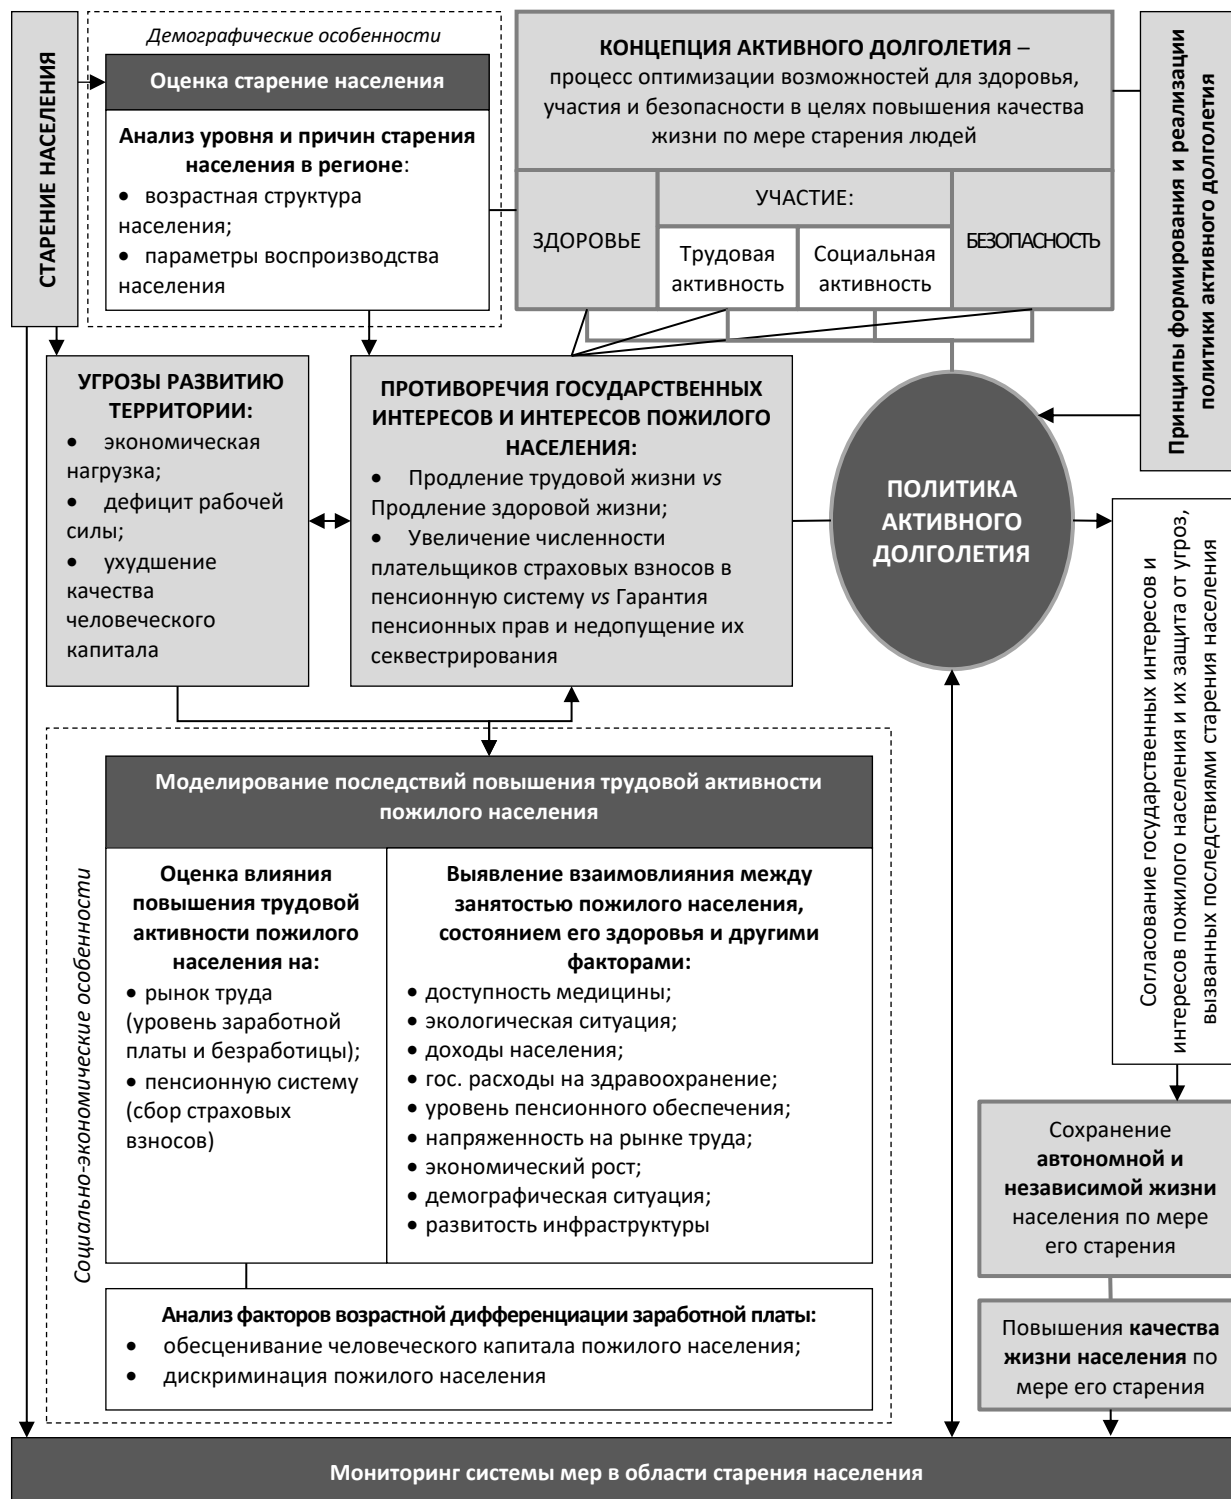 СТАРЕНИЕ НАСЕЛЕНИЯ
Демографические особенности
Оценка старение населения
Анализ уровня и причин старения
населения в регионе:
• возрастная структура
населения;
• параметры воспроизводства
населения
КОНЦЕПЦИЯ АКТИВНОГО ДОЛГОЛЕТИЯ –
процесс оптимизации возможностей для здоровья,
участия и безопасности в целях повышения качества
жизни по мере старения людей
ЗДОРОВЬЕ
УЧАСТИЕ:
Трудовая
активность
Социальная
активность
БЕЗОПАСНОСТЬ
Принципы формирования и реализации
политики активного долголетия
УГРОЗЫ РАЗВИТИЮ
ТЕРРИТОРИИ:
• экономическая
нагрузка;
• дефицит рабочей
силы;
• ухудшение
качества
человеческого
капитала
ПРОТИВОРЕЧИЯ ГОСУДАРСТВЕННЫХ
ИНТЕРЕСОВ И ИНТЕРЕСОВ ПОЖИЛОГО
НАСЕЛЕНИЯ:
• Продление трудовой жизни vs
Продление здоровой жизни;
• Увеличение численности
плательщиков страховых взносов в
пенсионную систему vs Гарантия
пенсионных прав и недопущение их
секвестрирования
ПОЛИТИКА
АКТИВНОГО
ДОЛГОЛЕТИЯ
Согласование государственных интересов и
интересов пожилого населения и их защита от угроз,
вызванных последствиями старения населения
Социально-экономические особенности
Моделирование последствий повышения трудовой активности
пожилого населения
Оценка влияния
повышения трудовой
активности пожилого
населения на:
• рынок труда
(уровень заработной
платы и безработицы);
• пенсионную систему
(сбор страховых
взносов)
Выявление взаимовлияния между
занятостью пожилого населения,
состоянием его здоровья и другими
факторами:
• доступность медицины;
• экологическая ситуация;
• доходы населения;
• гос. расходы на здравоохранение;
• уровень пенсионного обеспечения;
• напряженность на рынке труда;
• экономический рост;
• демографическая ситуация;
• развитость инфраструктуры
Анализ факторов возрастной дифференциации заработной платы:
• обесценивание человеческого капитала пожилого населения;
• дискриминация пожилого населения
Сохранение
автономной и
независимой жизни
населения по мере
его старения
Повышения качества
жизни населения по
мере его старения
Мониторинг системы мер в области старения населения